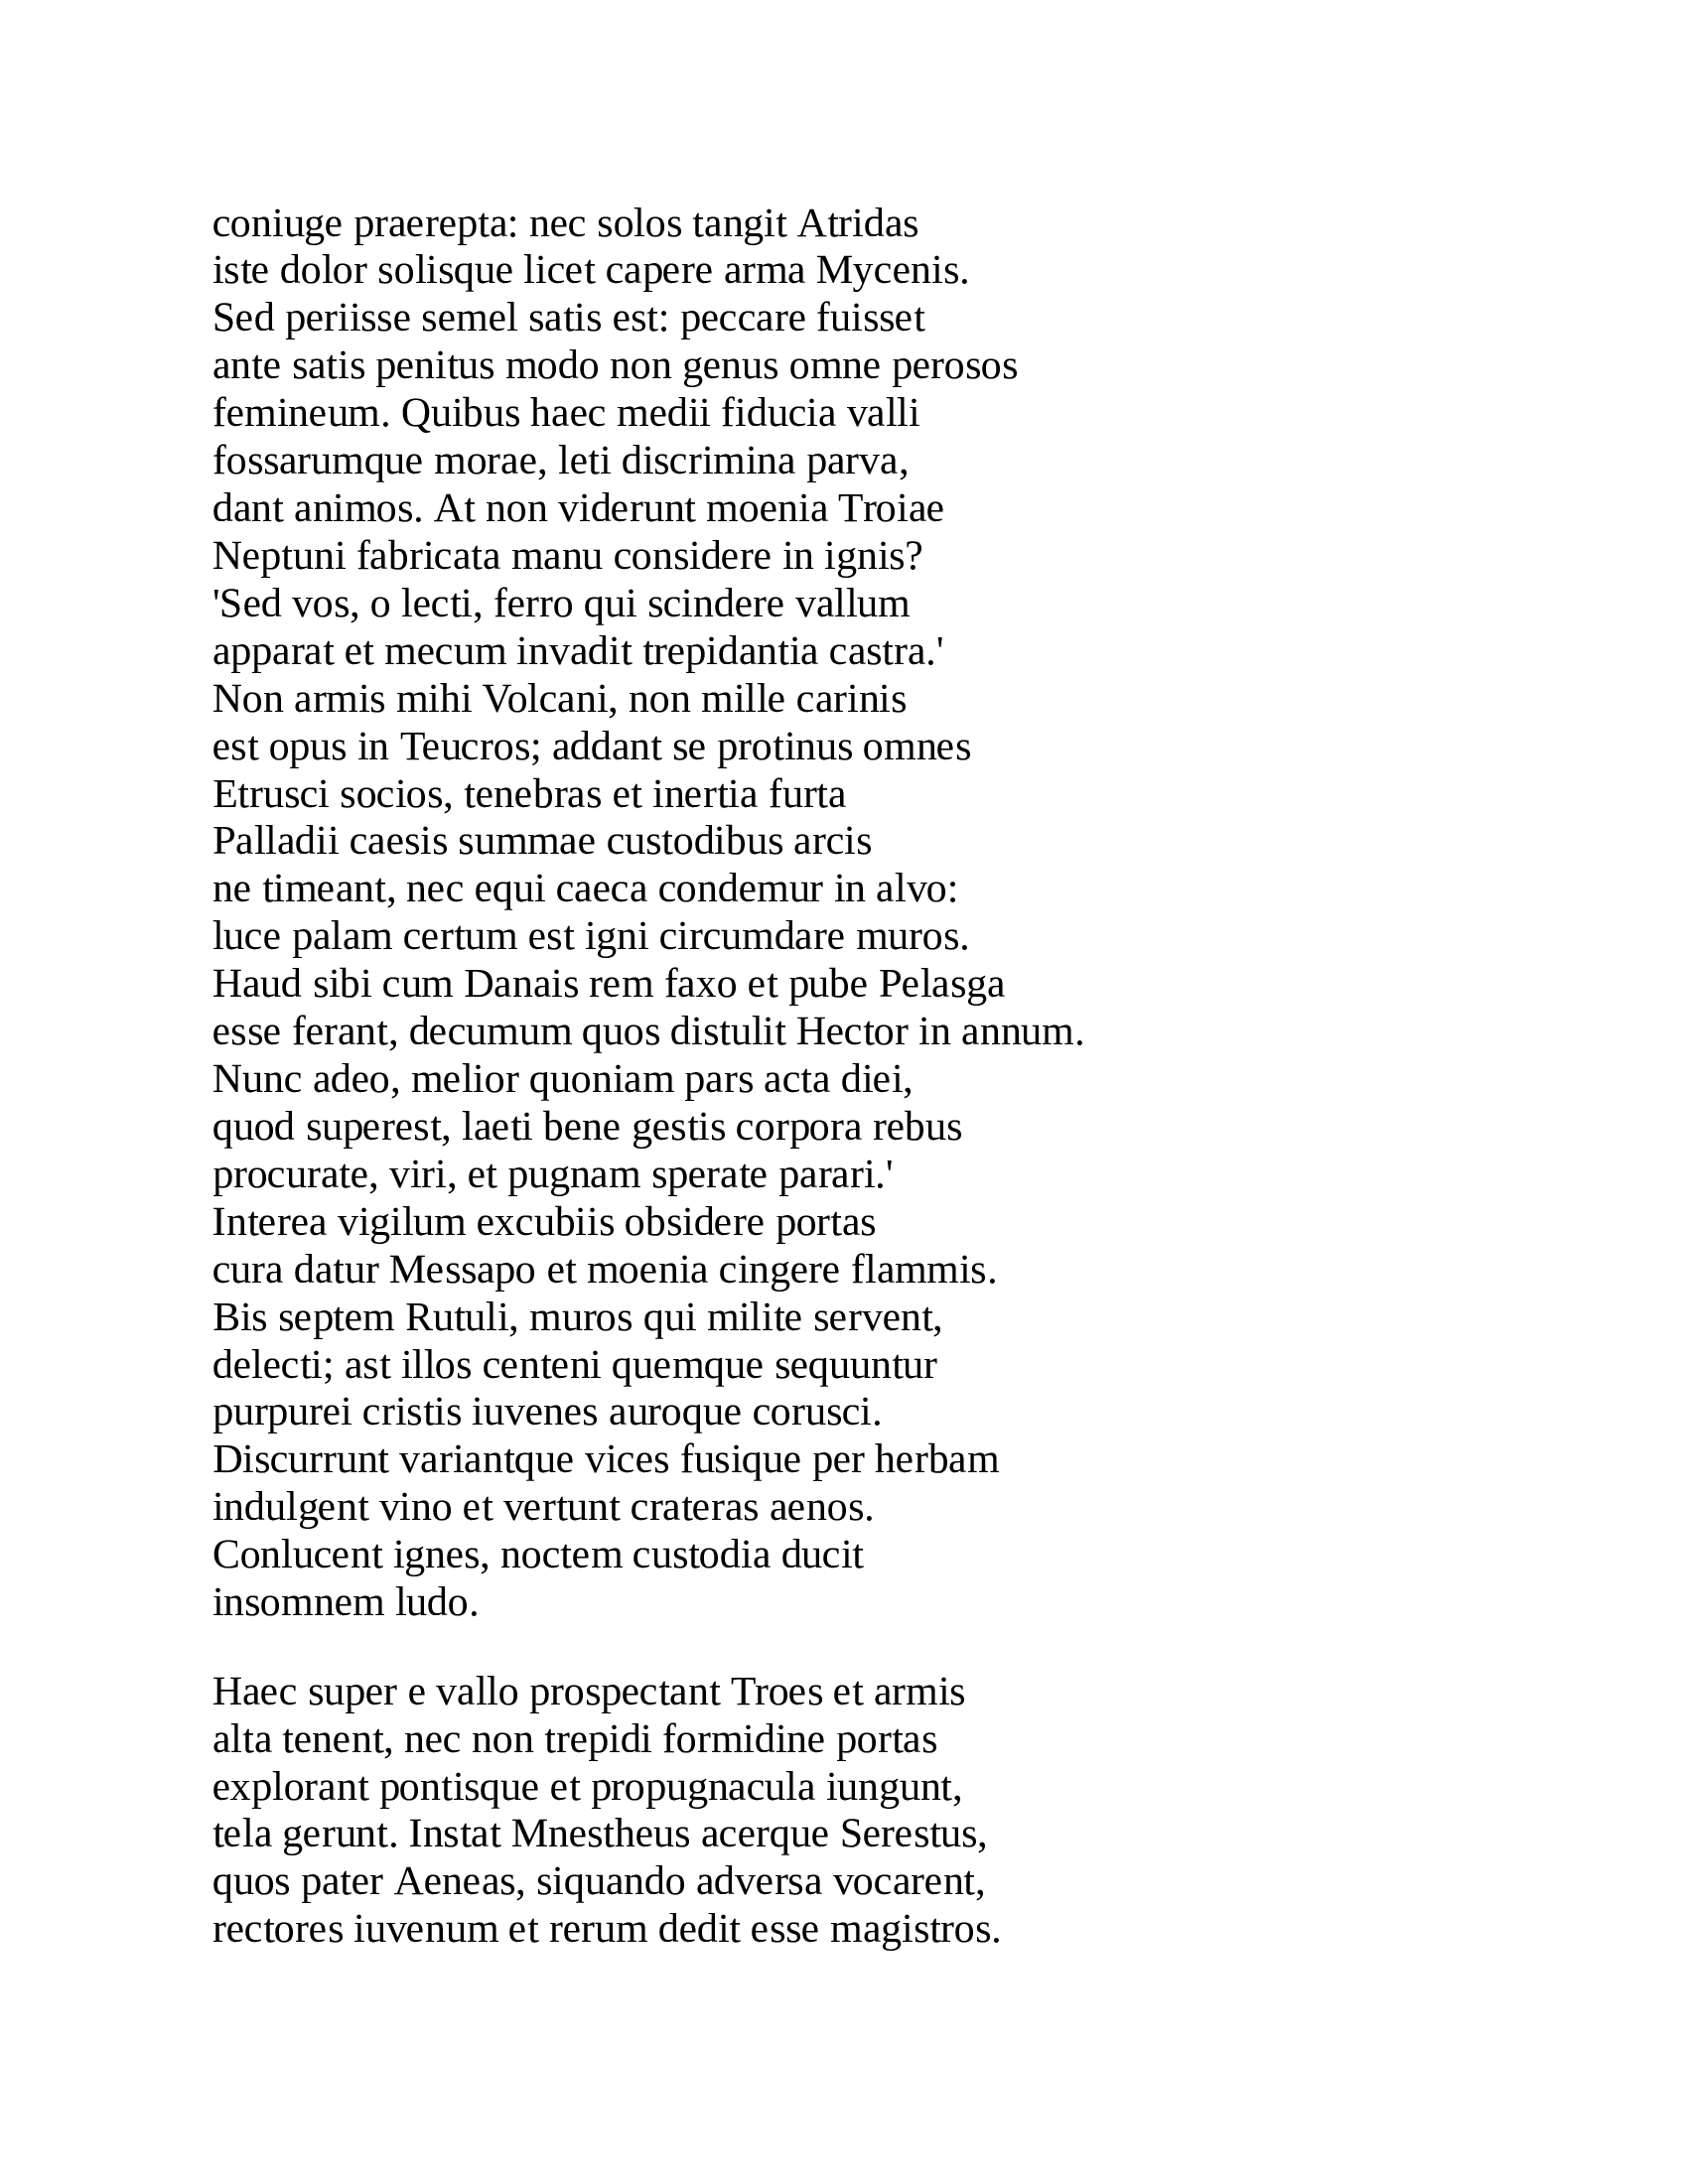 coniuge praerepta: nec solos tangit Atridas
iste dolor solisque licet capere arma Mycenis.
Sed periisse semel satis est: peccare fuisset
ante satis penitus modo non genus omne perosos
femineum. Quibus haec medii fiducia valli
fossarumque morae, leti discrimina parva,
dant animos. At non viderunt moenia Troiae
Neptuni fabricata manu considere in ignis?
'Sed vos, o lecti, ferro qui scindere vallum
apparat et mecum invadit trepidantia castra.'
Non armis mihi Volcani, non mille carinis
est opus in Teucros; addant se protinus omnes
Etrusci socios, tenebras et inertia furta
Palladii caesis summae custodibus arcis
ne timeant, nec equi caeca condemur in alvo:
luce palam certum est igni circumdare muros.
Haud sibi cum Danais rem faxo et pube Pelasga
esse ferant, decumum quos distulit Hector in annum.
Nunc adeo, melior quoniam pars acta diei,
quod superest, laeti bene gestis corpora rebus
procurate, viri, et pugnam sperate parari.'
Interea vigilum excubiis obsidere portas
cura datur Messapo et moenia cingere flammis.
Bis septem Rutuli, muros qui milite servent,
delecti; ast illos centeni quemque sequuntur
purpurei cristis iuvenes auroque corusci.
Discurrunt variantque vices fusique per herbam
indulgent vino et vertunt crateras aenos.
Conlucent ignes, noctem custodia ducit
insomnem ludo.

Haec super e vallo prospectant Troes et armis
alta tenent, nec non trepidi formidine portas
explorant pontisque et propugnacula iungunt,
tela gerunt. Instat Mnestheus acerque Serestus,
quos pater Aeneas, siquando adversa vocarent,
rectores iuvenum et rerum dedit esse magistros.